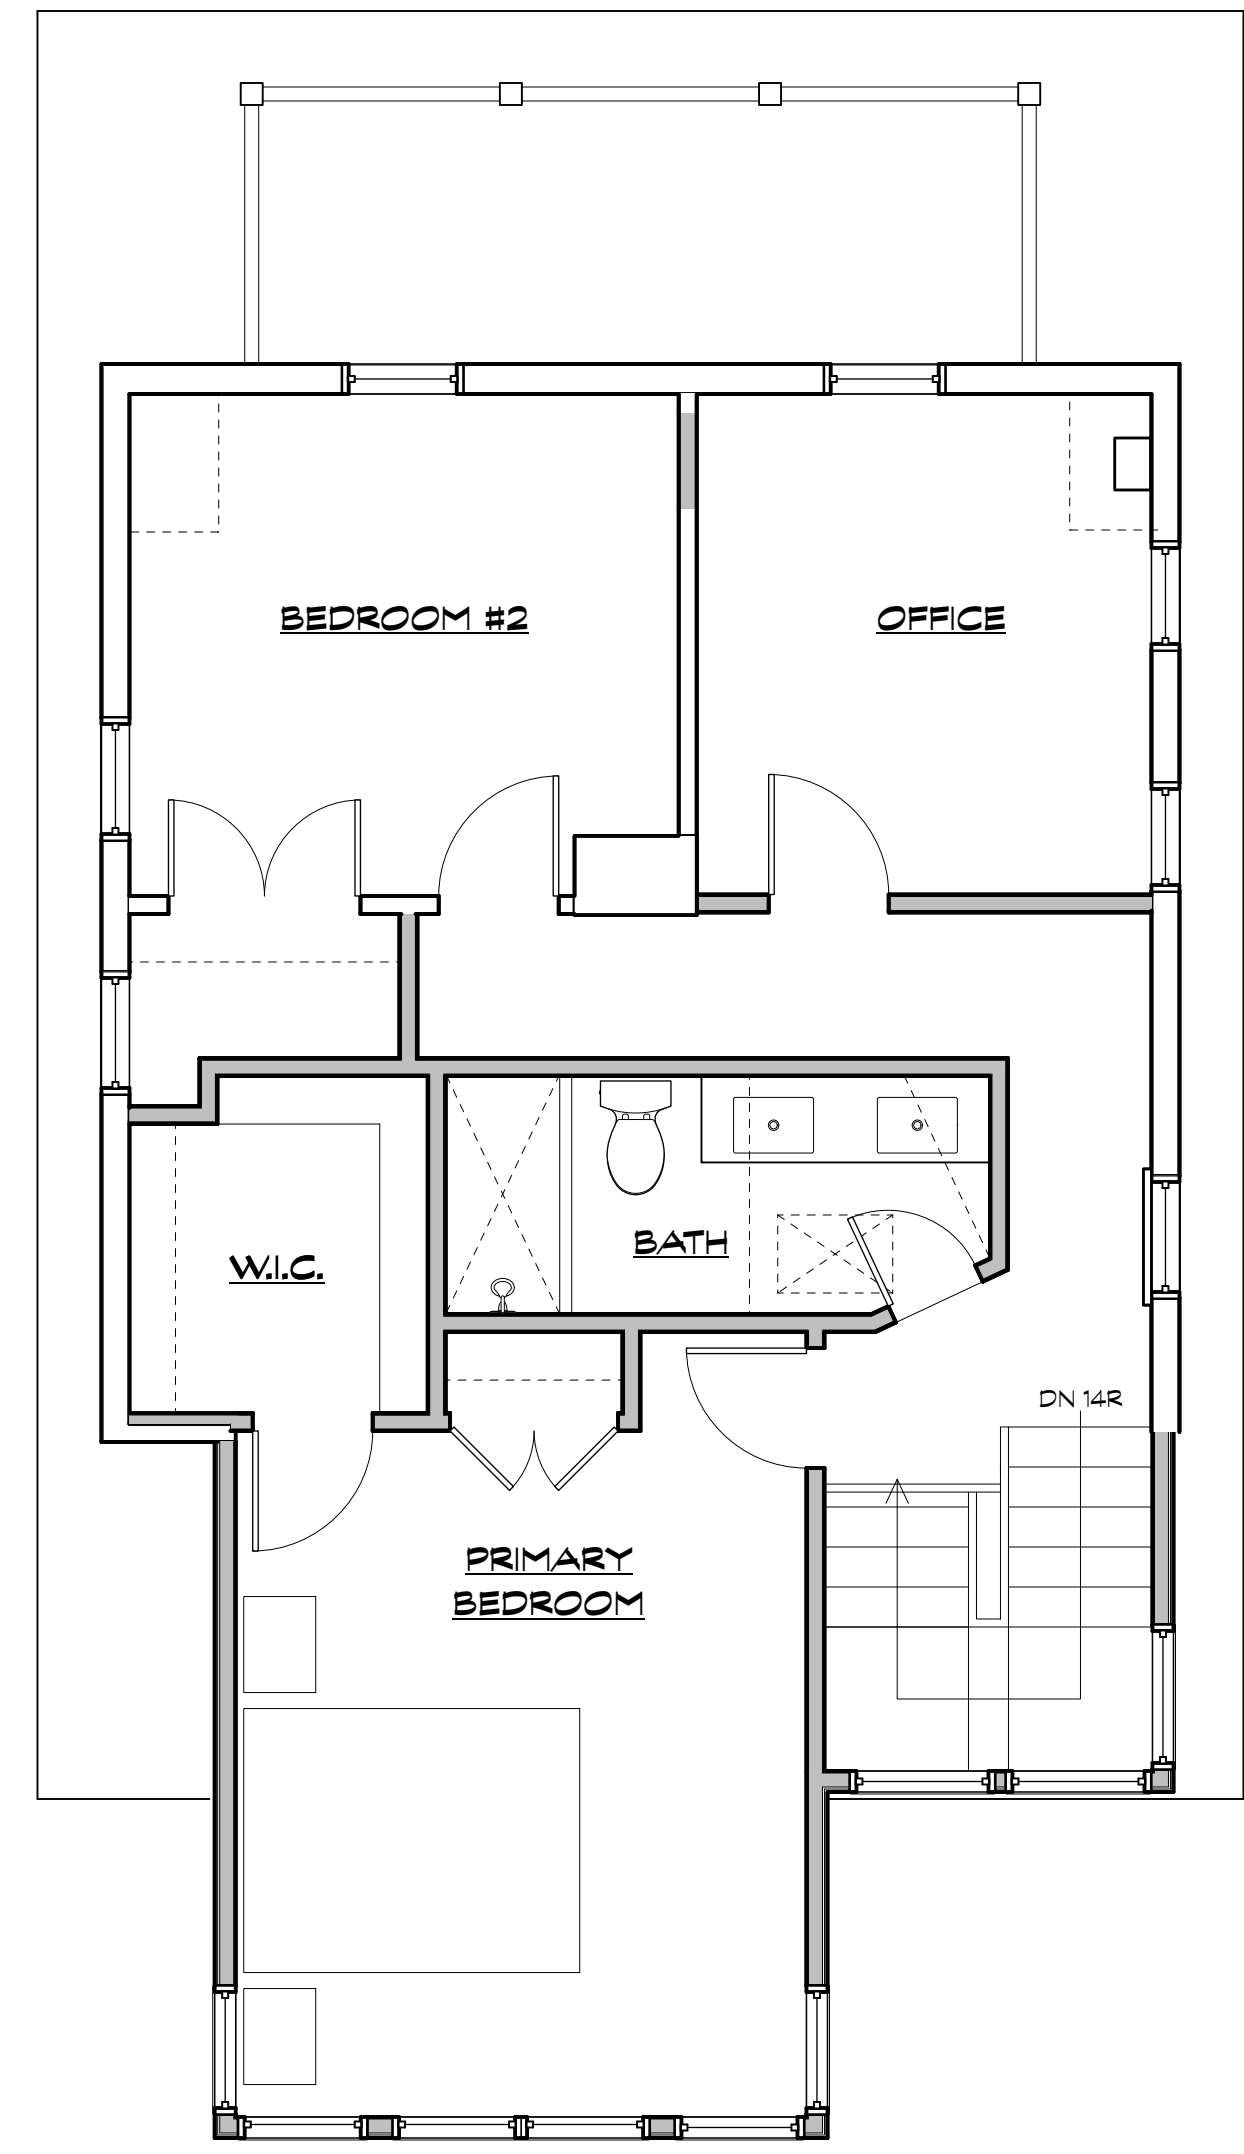 BEDROOM #2
OFFICE
BATH
W.I.C.
DN 14R
PRIMARY
BEDROOM